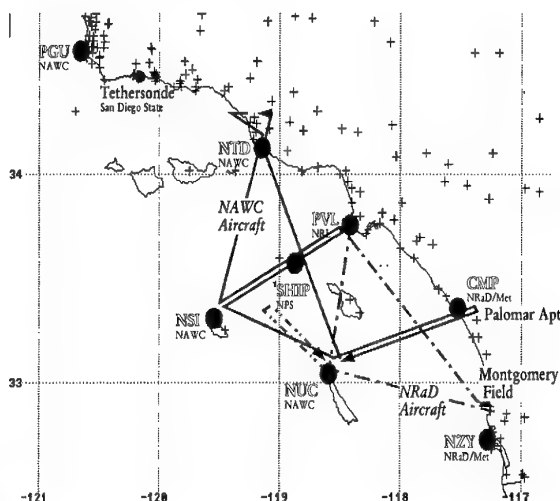 PGU
NAWC
Tethersonde
San Diego State
NTD
NAWC
34
NAWC
Aircraft
PVL
NRL
SHIP
NPS
CMP
NRaD/Met
Palomar Apt
NSI
NAWC
33
NUC
NAWC
NRaD
Aircraft
Montgomery
Field
NZY
NRaD/Met
-121
-120
-119
-118
-117